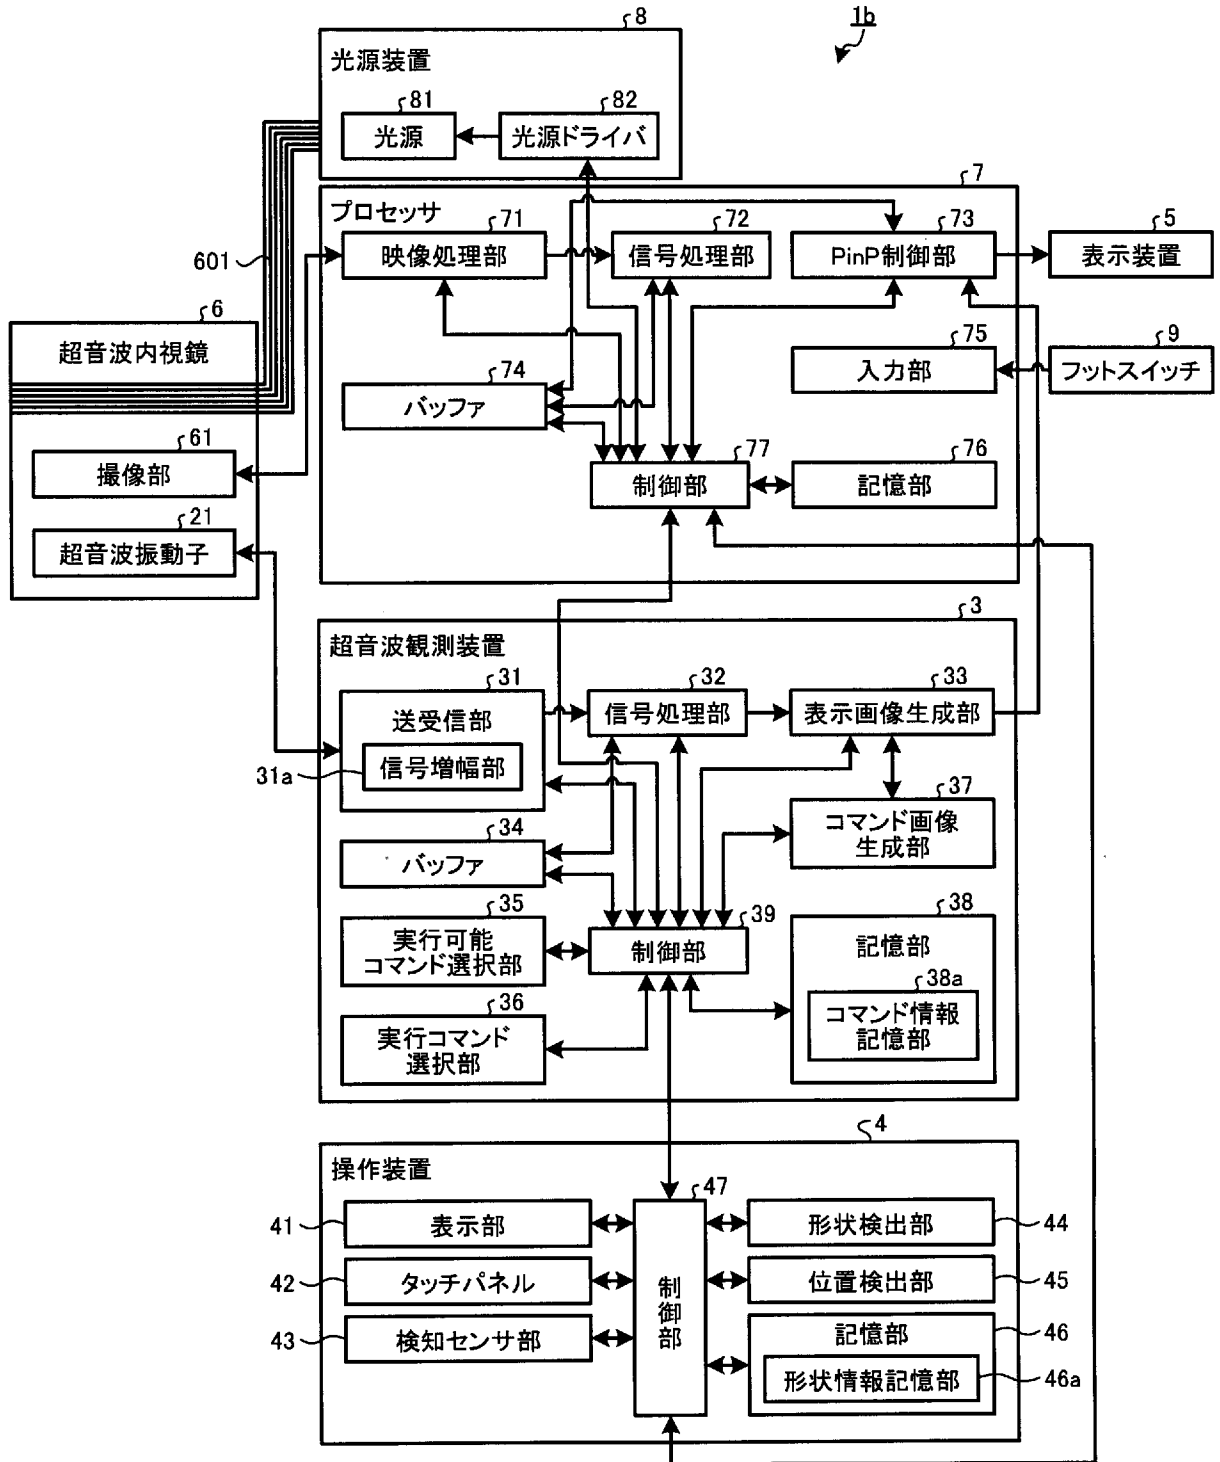 1b
8
光源装置
81
82
光源
光源ドライバ
7
プロセッサ
71
72
73
5
映像処理部
信号処理部
PinP制御部
表示装置
601
6
超音波内視鏡
75
9
入力部
フットスイッチ
74
バッファ
61
撮像部
77
76
制御部
記憶部
21
超音波振動子
3
超音波観測装置
31
32
33
送受信部
信号処理部
表示画像生成部
31a
信号増幅部
37
コマンド画像
生成部
34
バッファ
35
39
38
実行可能
コマンド選択部
制御部
記憶部
38a
コマンド情報
記憶部
36
実行コマンド
選択部
4
操作装置
47
41
表示部
形状検出部
44
42
タッチパネル
制御部
位置検出部
45
43
検知センサ部
記憶部
46
形状情報記憶部
46a